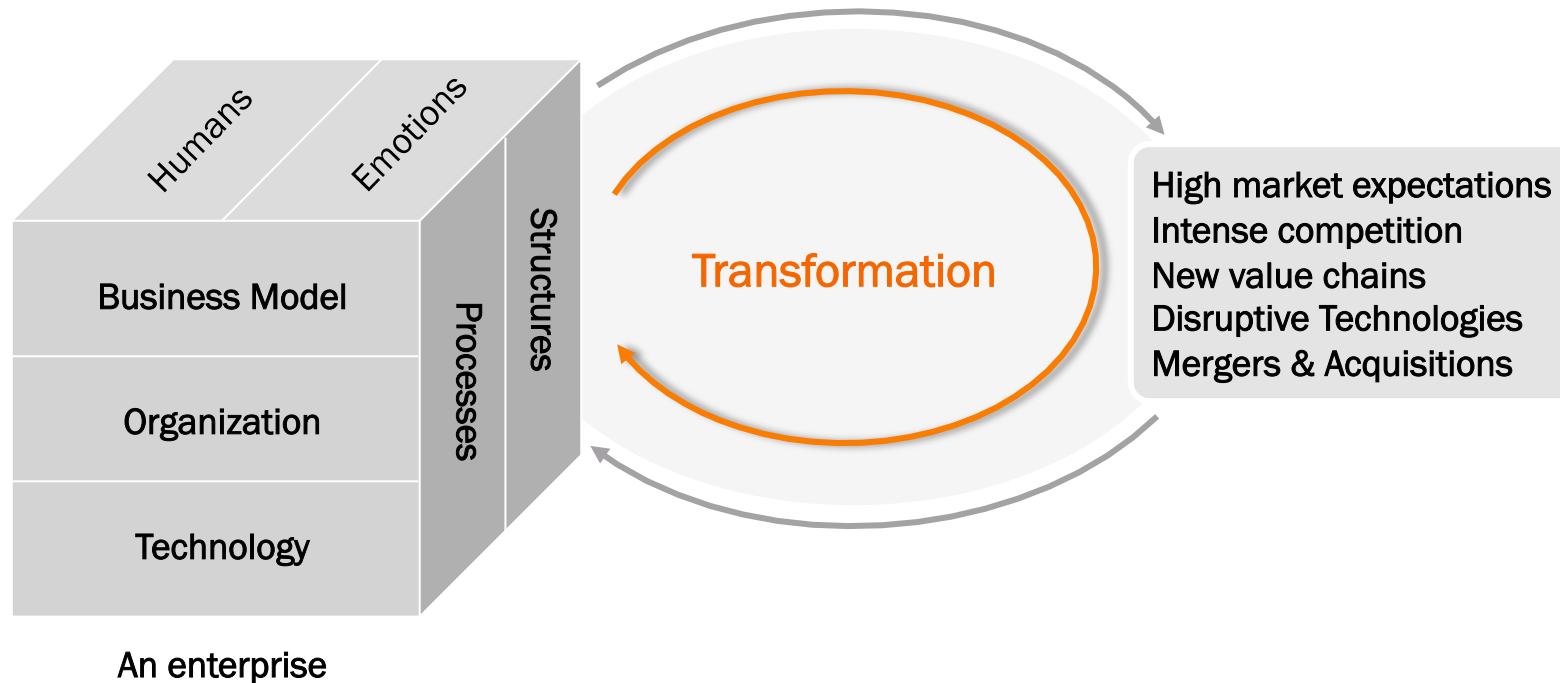 Humans
Emotions
Business Model
Organization
Technology
Processes
Structures
An enterprise
Transformation
High market expectations
Intense competition
New value chains
Disruptive Technologies
Mergers & Acquisitions